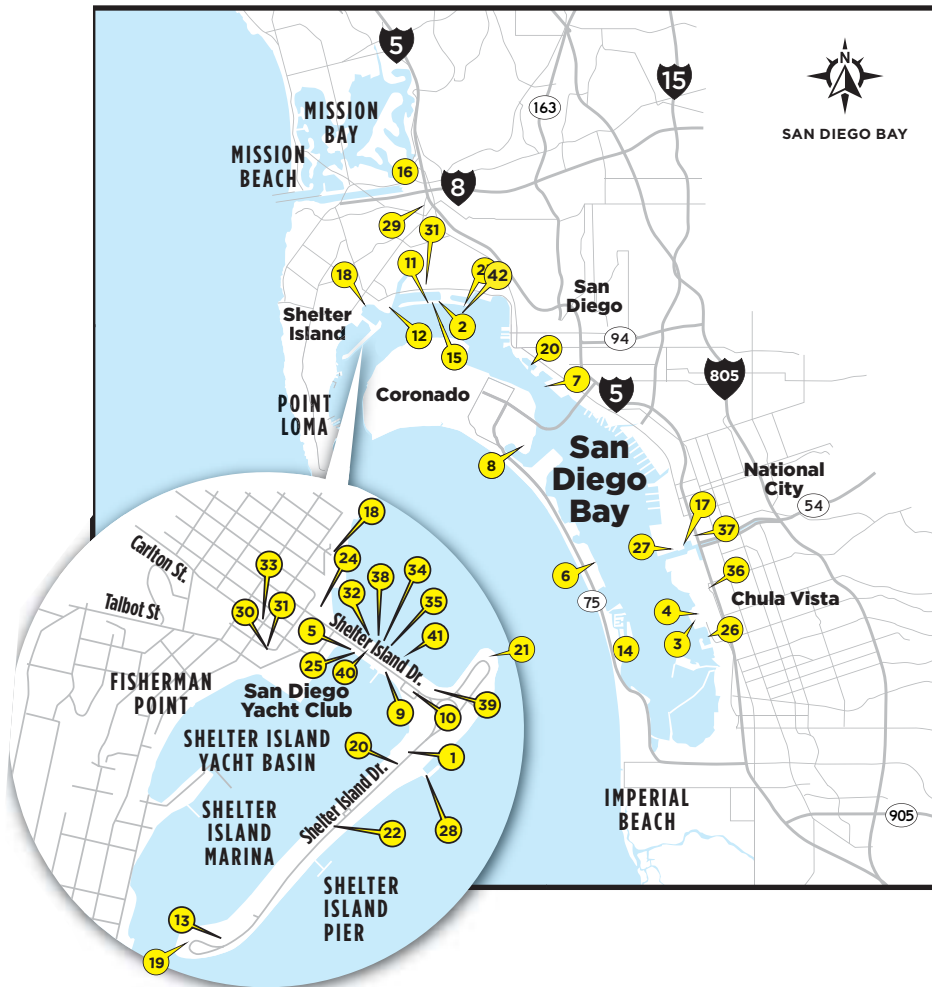 5
15
N
SAN DIEGO BAY
163
MISSION
BAY
MISSION
BEACH
16
8
29
31
11
18
42
San
Diego
Shelter
Island
12
2
15
94
20
7
Coronado
5
805
POINT
LOMA
8
San
Diego
Bay
National
City
17
37
54
27
6
75
36
Chula Vista
4
3
26
14
IMPERIAL
BEACH
905
18
Carlton St.
33
24
32
38
34
Talbot St
30
31
5
35
Shelter Island Dr.
41
21
25
40
FISHERMAN
POINT
San Diego
Yacht Club
9
10
39
SHELTER ISLAND
YACHT BASIN
20
1
Shelter Island Dr.
SHELTER
ISLAND
MARINA
22
28
SHELTER
ISLAND
PIER
13
19